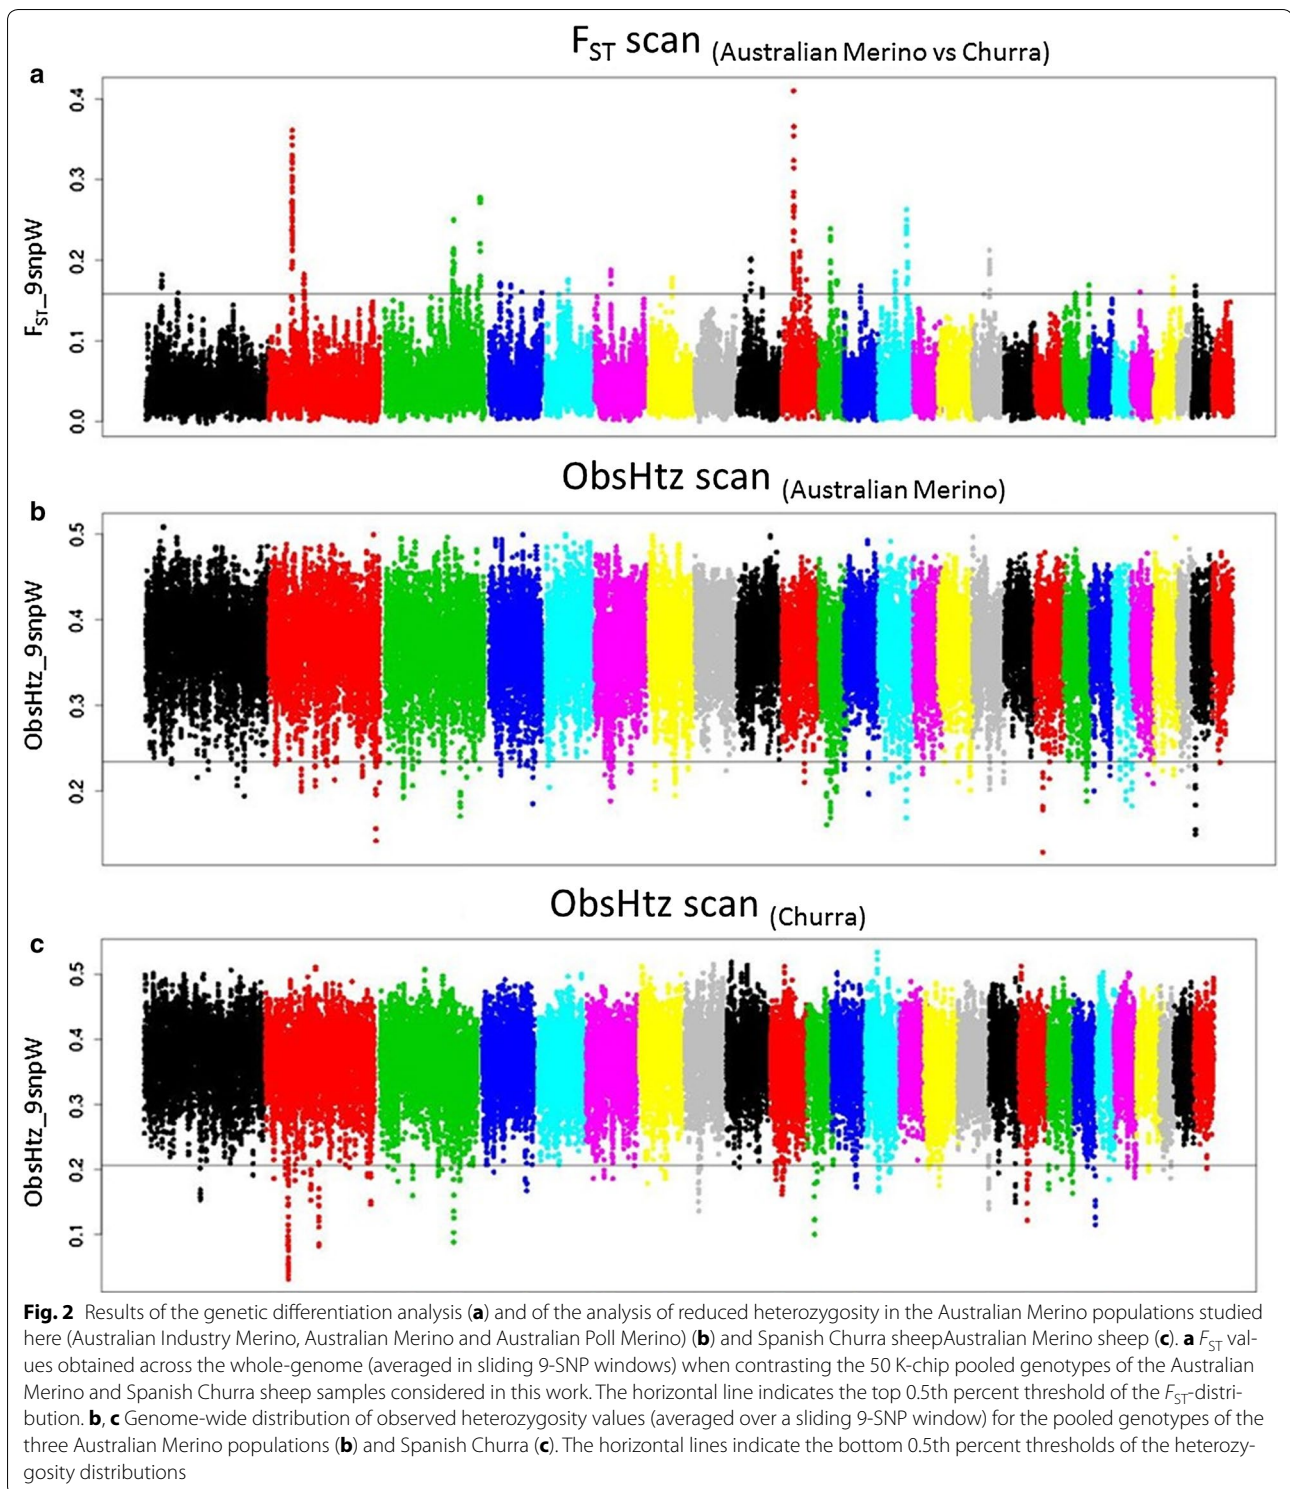 F_ST scan (Australian Merino vs Churra)
a
0.4
0.3
0.2
0.1
0.0
F_ST_9snpW
ObsHtz scan (Australian Merino)
b
0.5
0.4
0.3
0.2
ObsHtz_9snpW
ObsHtz scan (Churra)
c
0.5
0.4
0.3
0.2
0.1
ObsHtz_9snpW
Fig. 2 Results of the genetic differentiation analysis (a) and of the analysis of reduced heterozygosity in the Australian Merino populations studied
here (Australian Industry Merino, Australian Merino and Australian Poll Merino) (b) and Spanish Churra sheepAustralian Merino sheep (c). a F_ST val-
ues obtained across the whole-genome (averaged in sliding 9-SNP windows) when contrasting the 50 K-chip pooled genotypes of the Australian
Merino and Spanish Churra sheep samples considered in this work. The horizontal line indicates the top 0.5th percent threshold of the F_ST-distri-
bution. b, c Genome-wide distribution of observed heterozygosity values (averaged over a sliding 9-SNP window) for the pooled genotypes of the
three Australian Merino populations (b) and Spanish Churra (c). The horizontal lines indicate the bottom 0.5th percent thresholds of the heterozy-
gosity distributions